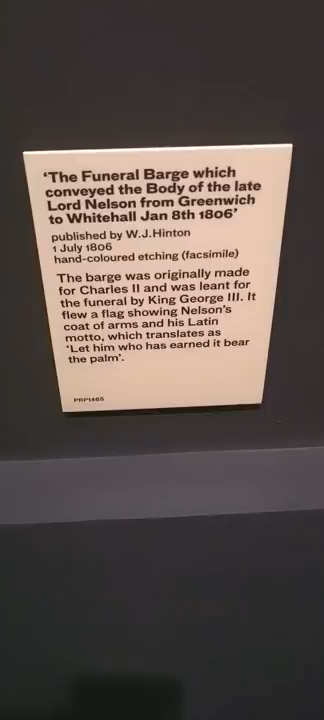 ‘The Funeral Barge which
conveyed the Body of the late
Lord Nelson from Greenwich
to Whitehall Jan 8th 1806’
published by W.J.Hinton
1 July 1806
hand-coloured etching (facsimile)
The barge was originally made
for Charles II and was leant for
the funeral by King George III. It
flew a flag showing Nelson's
coat of arms and his Latin
motto, which translates as
‘Let him who has earned it bear
the palm’.
PRP1465